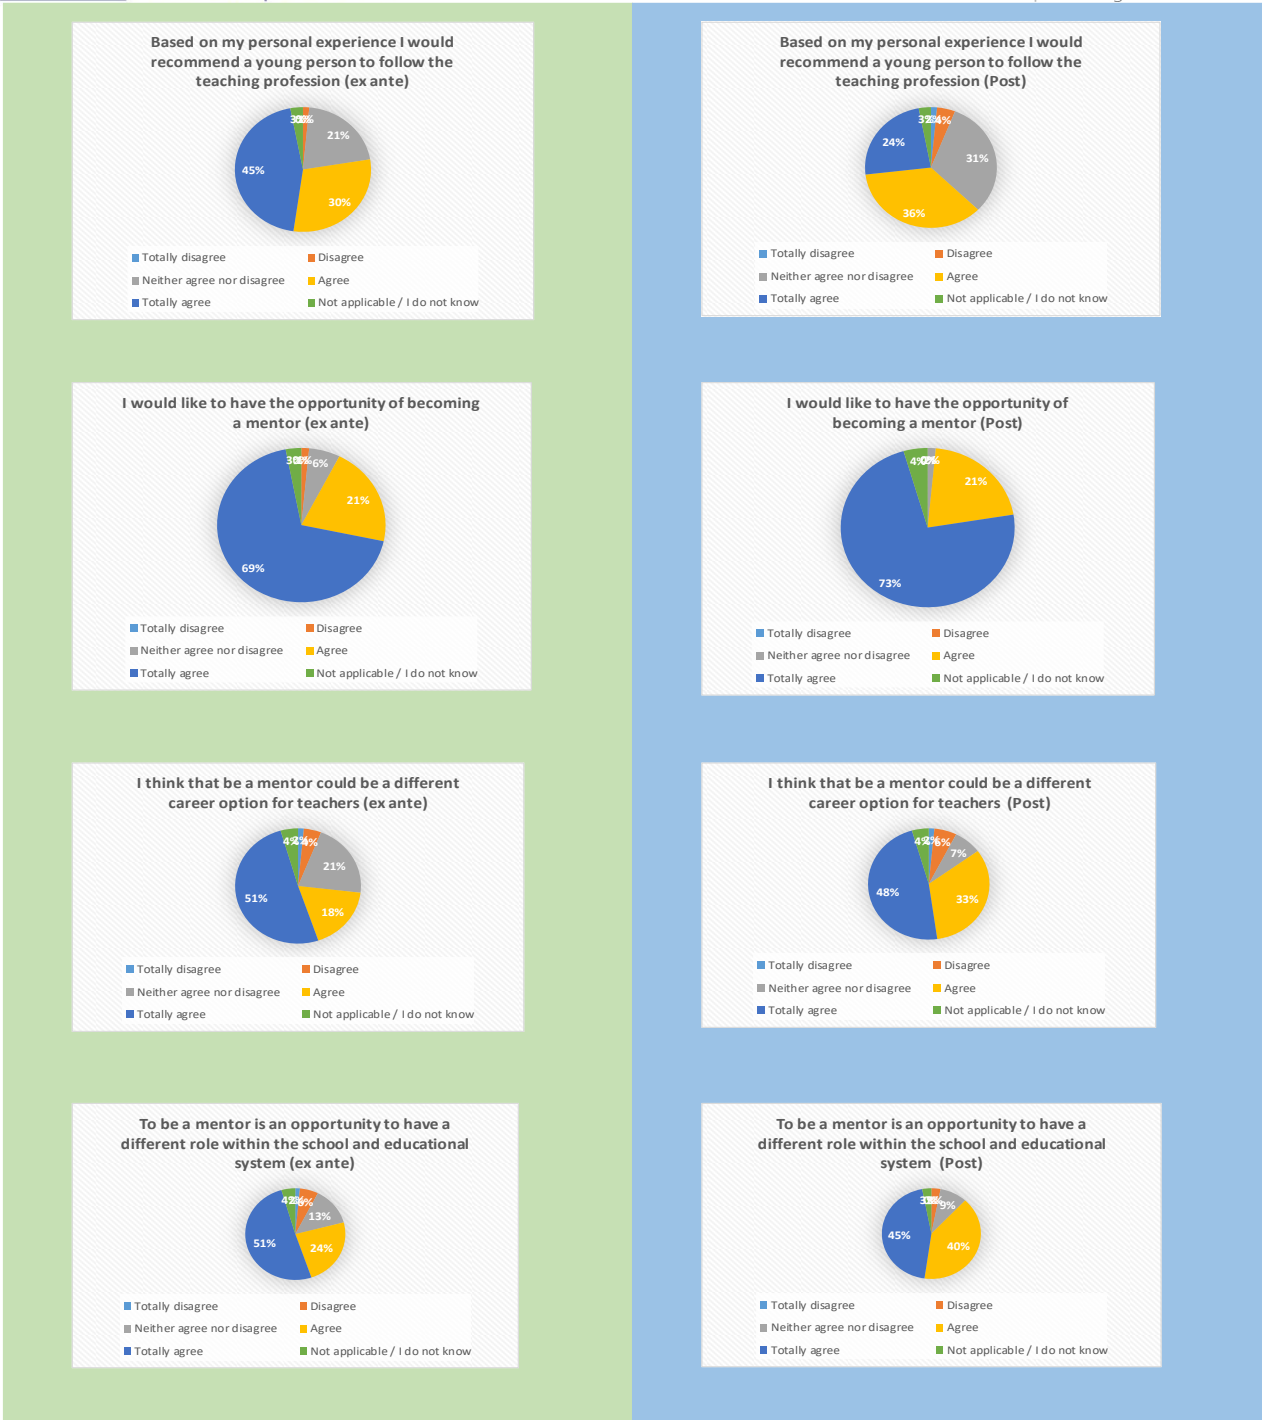 Based on my personal experience I would
recommend a young person to follow the
teaching profession (ex ante)
21%
45%
30%
Totally disagree
Disagree
Neither agree nor disagree
Agree
Totally agree
Not applicable / I do not know
Based on my personal experience I would
recommend a young person to follow the
teaching profession (Post)
3%
4%
24%
31%
36%
Totally disagree
Disagree
Neither agree nor disagree
Agree
Totally agree
Not applicable / I do not know
I would like to have the opportunity of becoming
a mentor (ex ante)
6%
21%
69%
Totally disagree
Disagree
Neither agree nor disagree
Agree
Totally agree
Not applicable / I do not know
I would like to have the opportunity of
becoming a mentor (Post)
4%
21%
73%
Totally disagree
Disagree
Neither agree nor disagree
Agree
Totally agree
Not applicable / I do not know
I think that be a mentor could be a different
career option for teachers (ex ante)
4%
4%
21%
51%
18%
Totally disagree
Disagree
Neither agree nor disagree
Agree
Totally agree
Not applicable / I do not know
I think that be a mentor could be a different
career option for teachers (Post)
4%
6%
7%
48%
33%
Totally disagree
Disagree
Neither agree nor disagree
Agree
Totally agree
Not applicable / I do not know
To be a mentor is an opportunity to have a
different role within the school and educational
system (ex ante)
4%
6%
13%
51%
24%
Totally disagree
Disagree
Neither agree nor disagree
Agree
Totally agree
Not applicable / I do not know
To be a mentor is an opportunity to have a
different role within the school and educational
system (Post)
9%
45%
40%
Totally disagree
Disagree
Neither agree nor disagree
Agree
Totally agree
Not applicable / I do not know